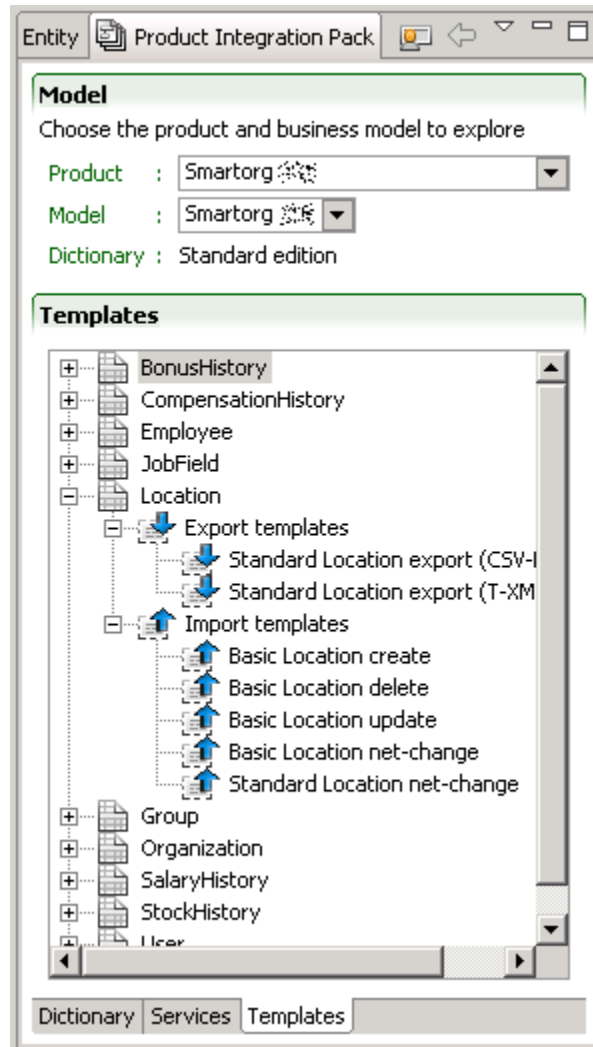 Entity Product Integration Pack
Model
Choose the product and business model to explore
Product : Smartorg
Model : Smartorg
Dictionary : Standard edition
Templates
BonusHistory
CompensationHistory
Employee
JobField
Location
Export templates
Standard Location export (CSV-
Standard Location export (T-XM
Import templates
Basic Location create
Basic Location delete
Basic Location update
Basic Location net-change
Standard Location net-change
Group
Organization
SalaryHistory
StockHistory
User
Dictionary Services Templates